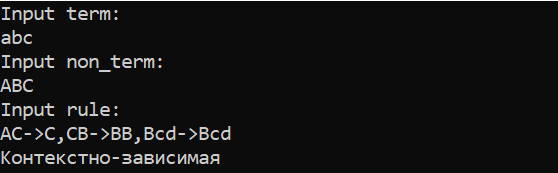 Input term:
abc
Input non_term:
ABC
Input rule:
AC->C,CB->BB,Bcd->Bcd
Контекстно-зависимая